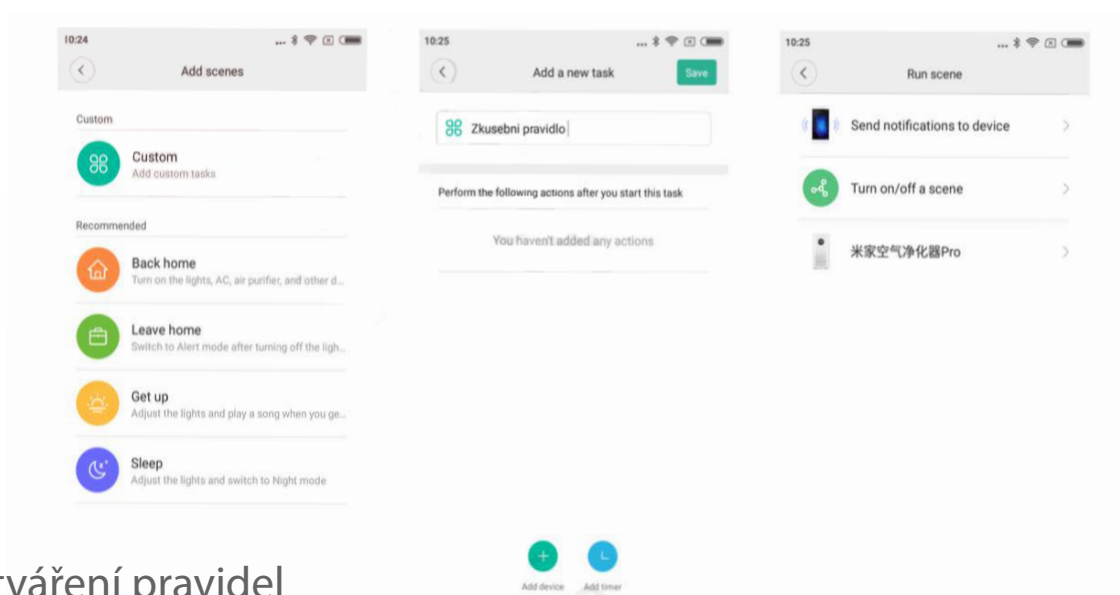 10:24
Add scenes
Custom
Custom
Add custom tasks
Recommended
Back home
Turn on the lights, AC, air purifier, and other d...
Leave home
Switch to Alert mode after turning off the ligh...
Get up
Adjust the lights and play a song when you ge...
Sleep
Adjust the lights and switch to Night mode
10:25
Add a new task
Save
Zkusebni pravidlo
Perform the following actions after you start this task
You haven't added any actions
Add device
Add timer
10:25
Run scene
Send notifications to device
Turn on/off a scene
米家空气净化器Pro
tváření pravidel